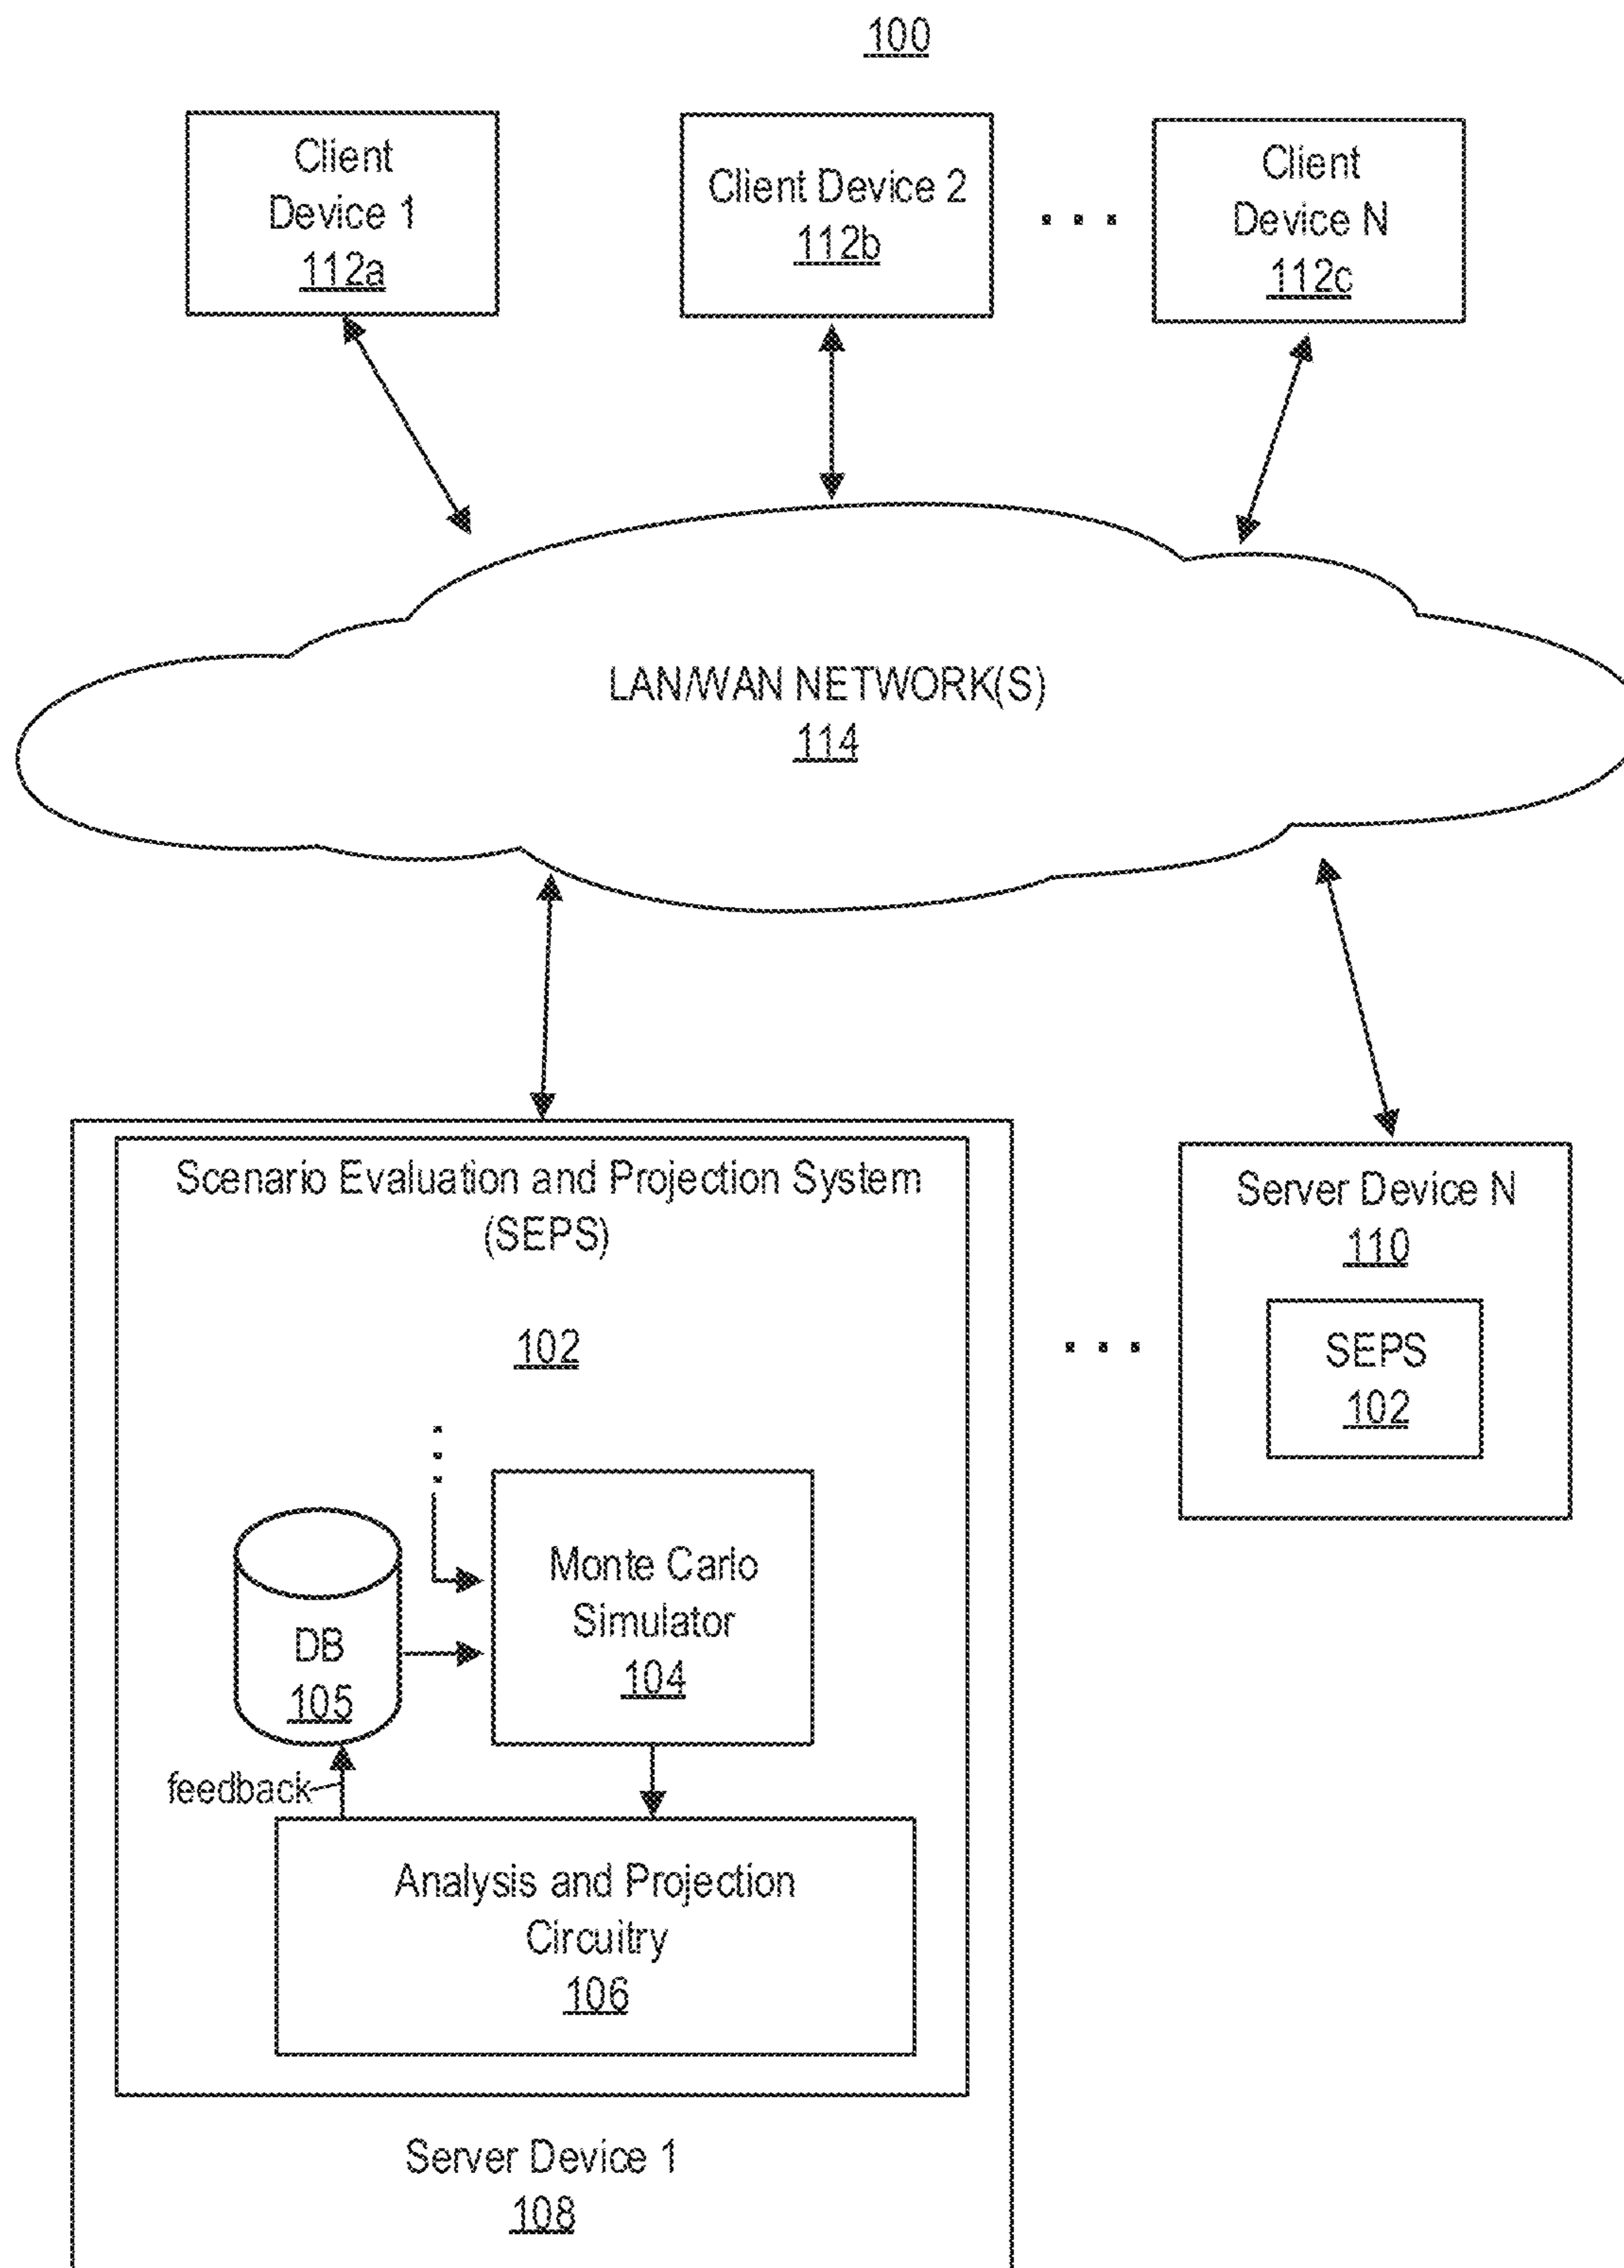 100
Client
Device 1
112a
Client Device 2
112b
. . .
Client
Device N
112c
LAN/WAN NETWORK(S)
114
Scenario Evaluation and Projection System
(SEPS)
102
DB
105
Monte Carlo
Simulator
104
feedback
Analysis and Projection
Circuitry
106
Server Device 1
108
. . .
Server Device N
110
SEPS
102